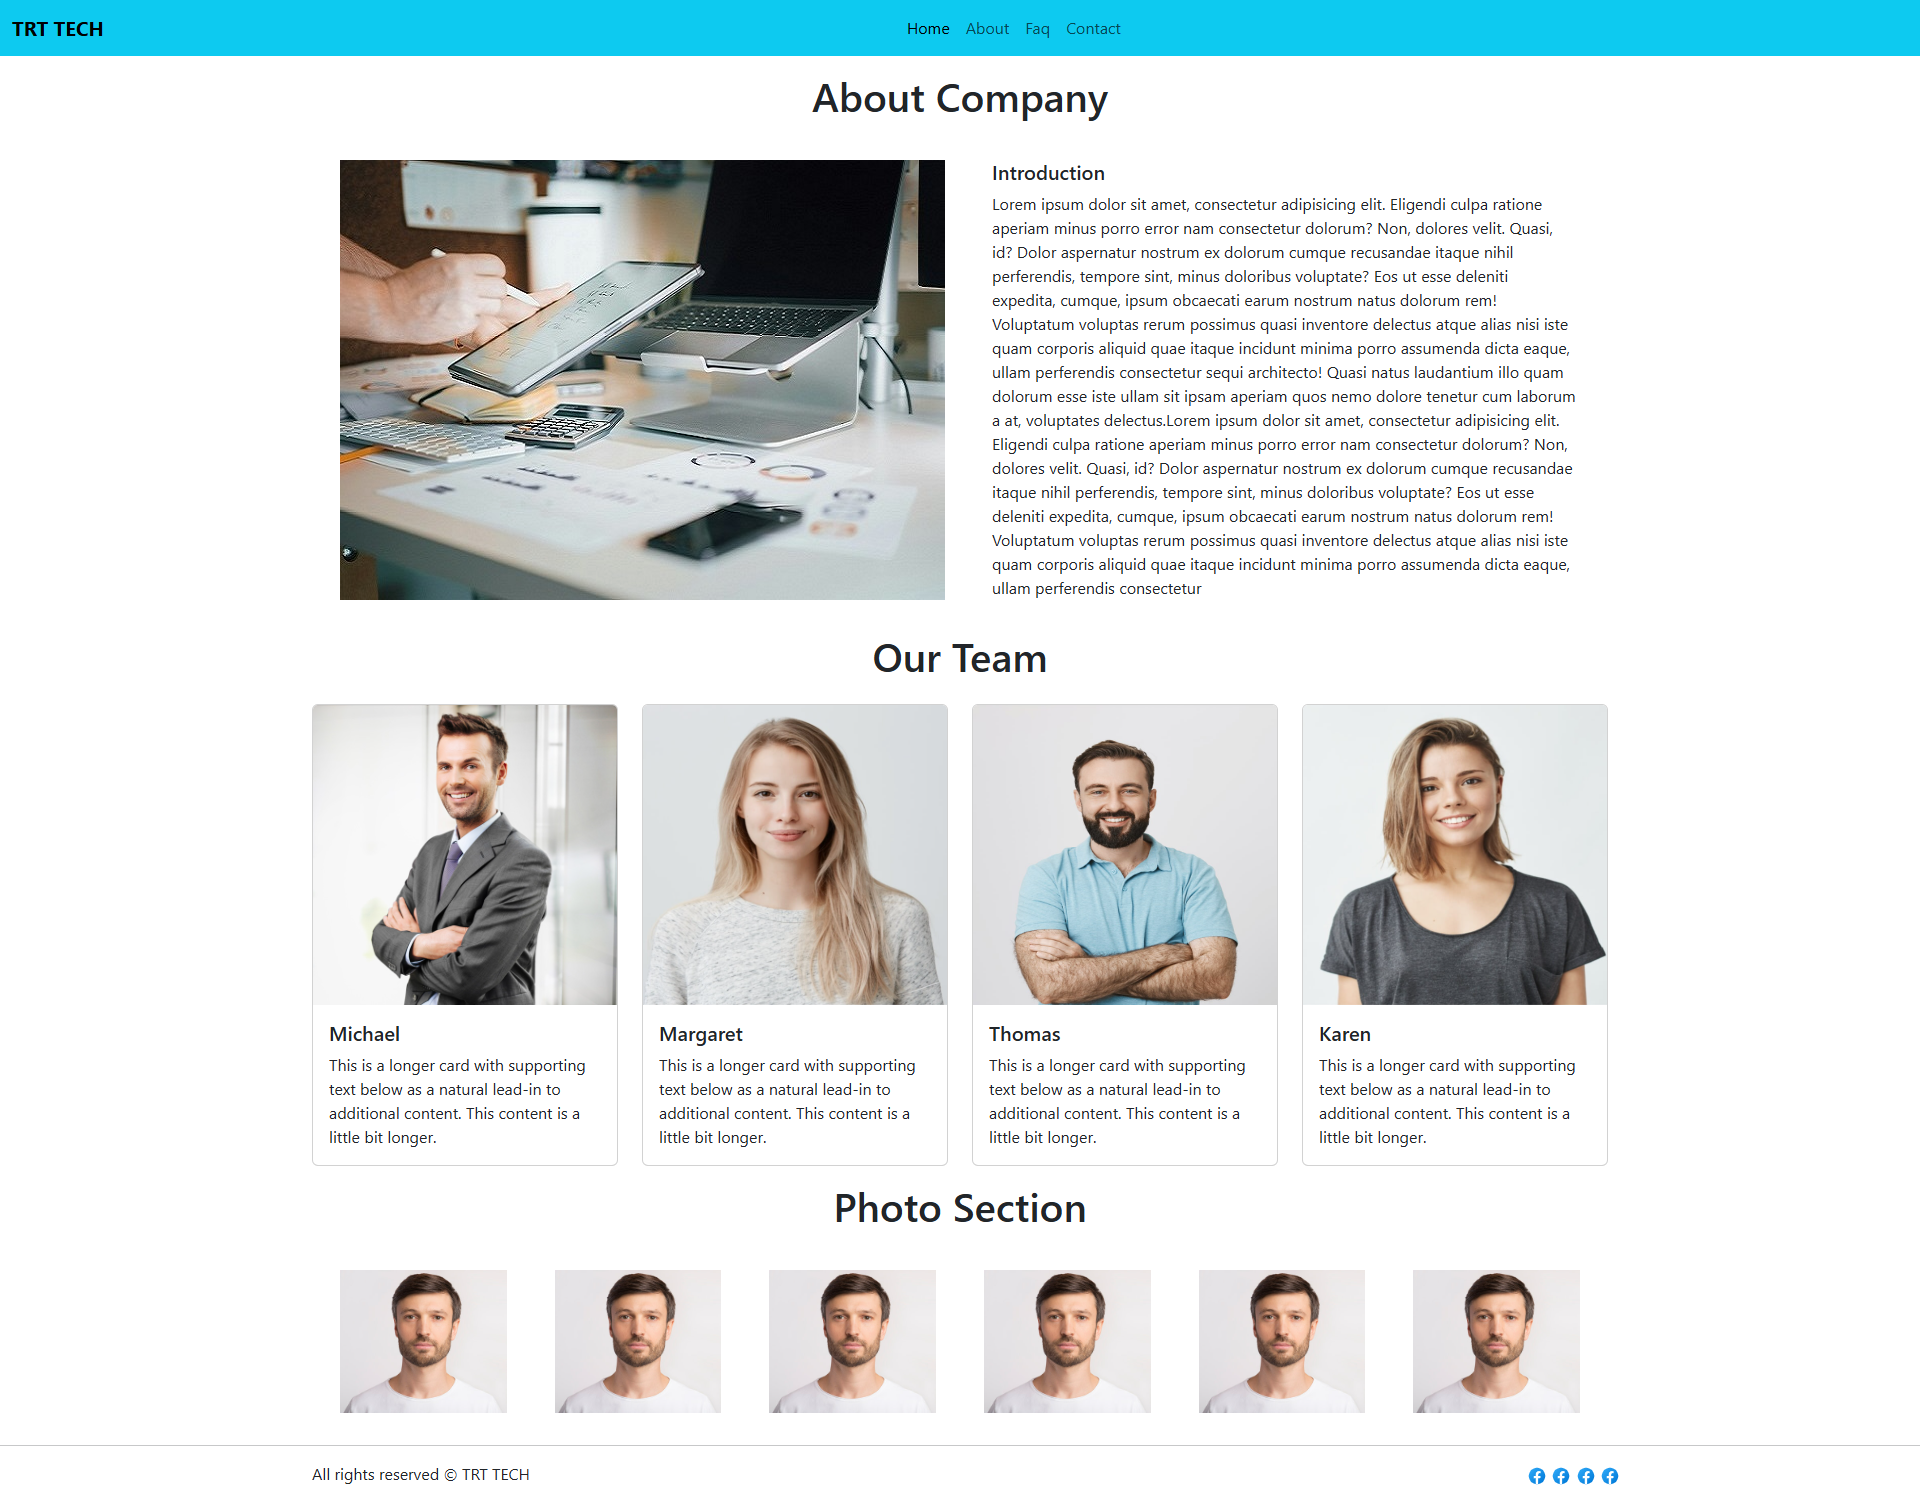 TRT TECH
Home About Faq Contact
About Company
Introduction
Lorem ipsum dolor sit amet, consectetur adipisicing elit. Eligendi culpa ratione
aperiam minus porro error nam consectetur dolorum? Non, dolores velit. Quasi,
id? Dolor aspernatur nostrum ex dolorum cumque recusandae itaque nihil
perferendis, tempore sint, minus doloribus voluptate? Eos ut esse deleniti
expedita, cumque, ipsum obcaecati earum nostrum natus dolorum rem!
Voluptatum voluptas rerum possimus quasi inventore delectus atque alias nisi iste
quam corporis aliquid quae itaque incidunt minima porro assumenda dicta eaque,
ullam perferendis consectetur sequi architecto! Quasi natus laudantium illo quam
dolorum esse iste ullam sit ipsam aperiam quos nemo dolore tenetur cum laborum
a at, voluptates delectus.Lorem ipsum dolor sit amet, consectetur adipisicing elit.
Eligendi culpa ratione aperiam minus porro error nam consectetur dolorum? Non,
dolores velit. Quasi, id? Dolor aspernatur nostrum ex dolorum cumque recusandae
itaque nihil perferendis, tempore sint, minus doloribus voluptate? Eos ut esse
deleniti expedita, cumque, ipsum obcaecati earum nostrum natus dolorum rem!
Voluptatum voluptas rerum possimus quasi inventore delectus atque alias nisi iste
quam corporis aliquid quae itaque incidunt minima porro assumenda dicta eaque,
ullam perferendis consectetur
Our Team
Michael
This is a longer card with supporting
text below as a natural lead-in to
additional content. This content is a
little bit longer.
Margaret
This is a longer card with supporting
text below as a natural lead-in to
additional content. This content is a
little bit longer.
Thomas
This is a longer card with supporting
text below as a natural lead-in to
additional content. This content is a
little bit longer.
Karen
This is a longer card with supporting
text below as a natural lead-in to
additional content. This content is a
little bit longer.
Photo Section
All rights reserved © TRT TECH